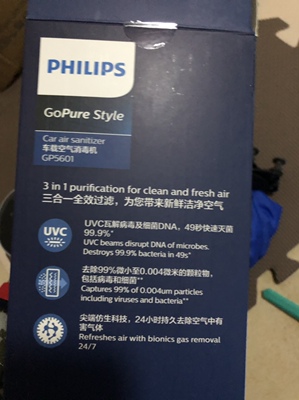 PHILIPS
GoPure Style
Car air sanitizer
车载空气消毒机
GP5601
3 in 1 purification for clean and fresh air
三合一全效过滤，为您带来新鲜洁净空气
UVC
UVC瓦解病毒及细菌DNA，49秒快速灭菌
99.9%*
UVC beams disrupt DNA of microbes.
Destroys 99.9% bacteria in 49s*
去除99%微小至0.004微米的颗粒物，
包括病毒和细菌**
Captures 99% of 0.004um particles
including viruses and bacteria**
尖端仿生科技，24小时持久去除空气中有
害气体
Refreshes air with bionics gas removal
24/7